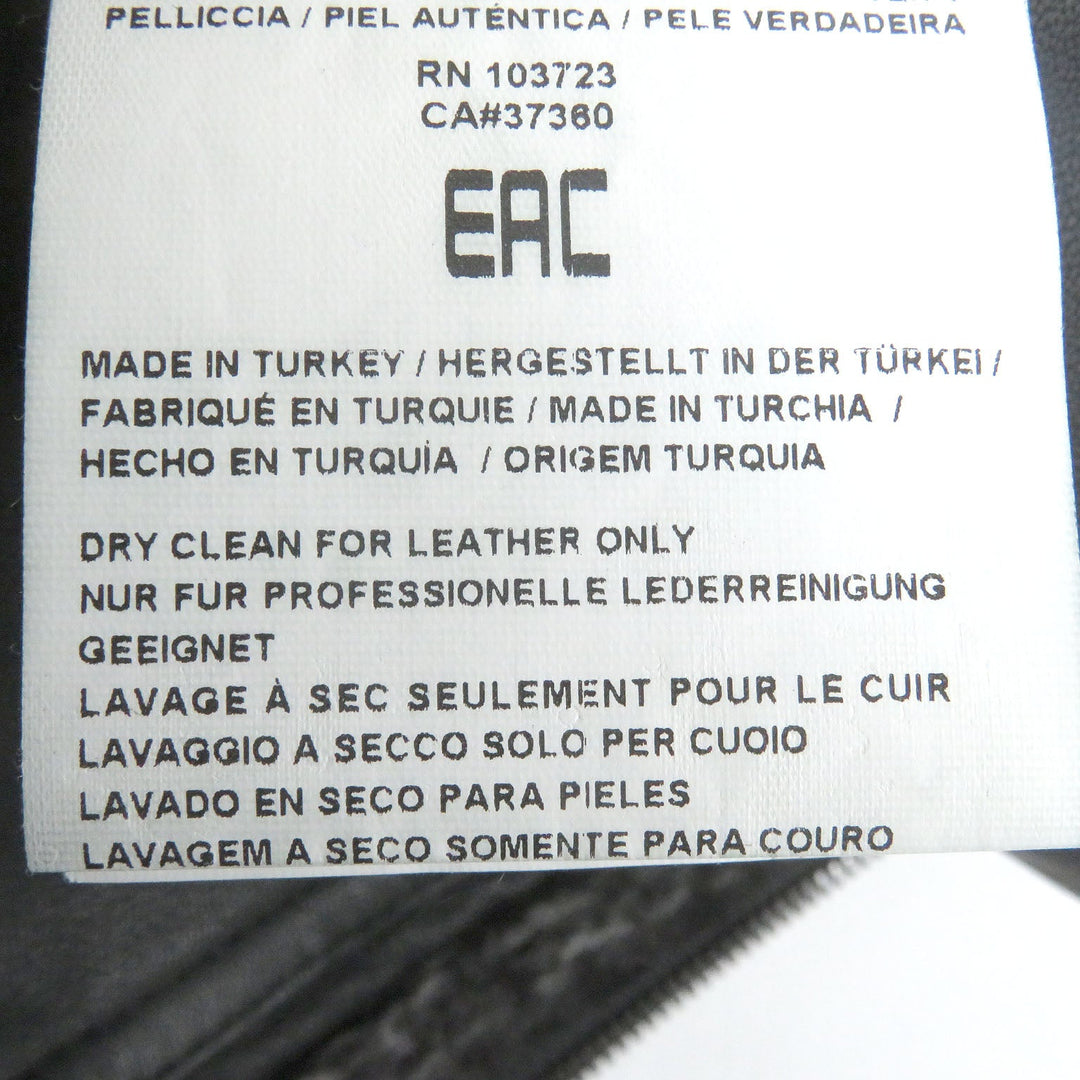 PELLICCIA / PIEL AUTÉNTICA / PELE VERDADEIRA
RN 103723
CA#37360
EAC
MADE IN TURKEY / HERGESTELLT IN DER TÜRKEI /
FABRIQUÉ EN TURQUIE / MADE IN TURCHIA /
HECHO EN TURQUÍA / ORIGEM TURQUIA
DRY CLEAN FOR LEATHER ONLY
NUR FUR PROFESSIONELLE LEDERREINIGUNG
GEEIGNET
LAVAGE À SEC SEULEMENT POUR LE CUIR
LAVAGGIO A SECCO SOLO PER CUOIO
LAVADO EN SECO PARA PIELES
LAVAGEM A SECO SOMENTE PARA COURO